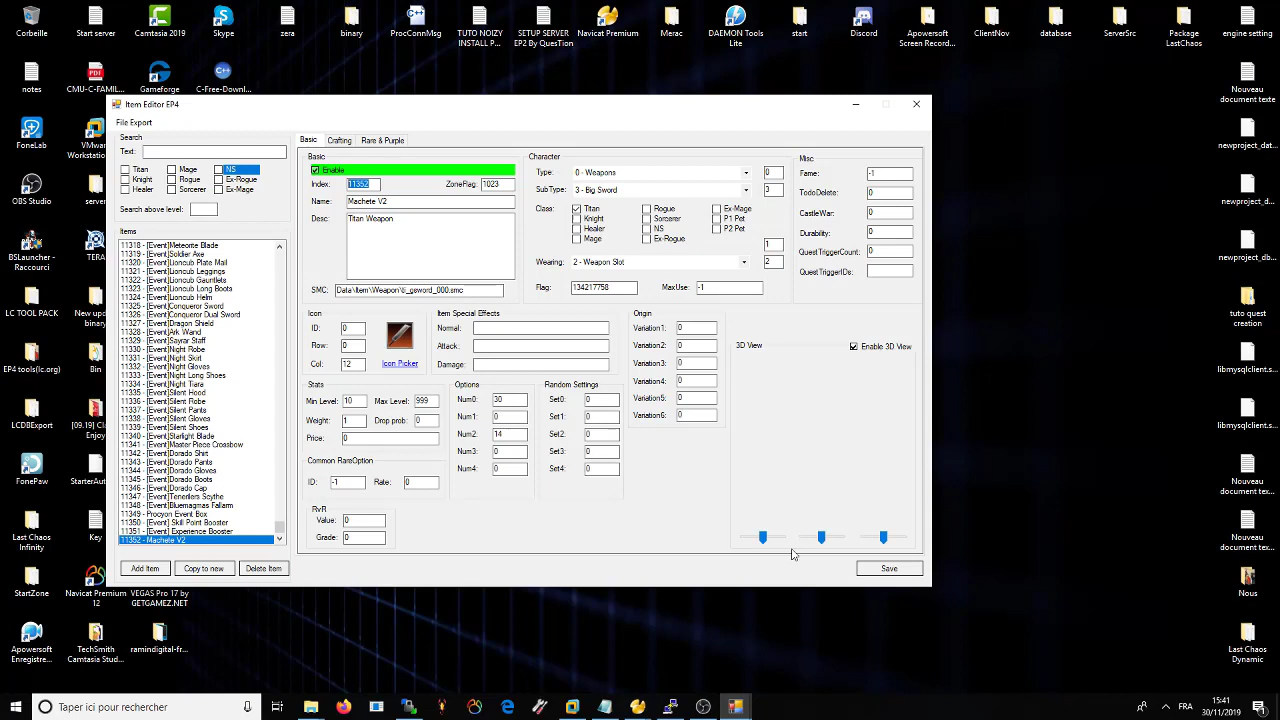 Corbeille
Start server
Camtasia 2019
Skype
zera
binary
ProcConnMsg
TUTO NOIZY
INSTALL P...
SETUP SERVER
EP2 By QuesTion
Navicat Premium
Merac
DAEMON Tools
Lite
start
Discord
Apowersoft
Screen Record...
ClientNov
database
ServerSrc
Package
LastChaos
engine setting
notes
CMU-C-FAMIL...
Gameforge
C-Free-Downl...
Nouveau
document texte
FoneLab
VMware
Workstation...
new_project_dat...
OBS Studio
server
newproject_d...
BSLauncher -
Raccourci
TERA
newproject_db...
LC TOOL PACK
New upd
binary
tuto quest
creation
EP4 tools(lc.org)
Bin
libmysqlclient.s...
LCDBExport
[09.19] Clas
Enjoy
libmysqlclient.s...
FonePaw
StarterAut
Nouveau
document tex...
Last Chaos
Infinity
Key
Nouveau
document tex...
StartZone
Navicat Premium
12
VEGAS Pro 17 by
GETGAMEZ.NET
Nous
Apowersoft
Enregistre...
TechSmith
Camtasia Stud...
ramindigital-fr...
Last Chaos
Dynamic
Item Editor EP4
File Export
Search
Text:
Titan
Mage
NS
Knight
Rogue
Ex-Rogue
Healer
Sorcerer
Ex-Mage
Search above level:
Items
11318 - [Event]Meteorite Blade
11319 - [Event]Soldier Axe
11320 - [Event]Lioncub Plate Mail
11321 - [Event]Lioncub Leggings
11322 - [Event]Lioncub Gauntlets
11323 - [Event]Lioncub Long Boots
11324 - [Event]Lioncub Helm
11325 - [Event]Conqueror Sword
11326 - [Event]Conqueror Dual Sword
11327 - [Event]Dragon Shield
11328 - [Event]Ark Wand
11329 - [Event]Sayrar Staff
11330 - [Event]Night Robe
11331 - [Event]Night Skirt
11332 - [Event]Night Gloves
11333 - [Event]Night Long Shoes
11334 - [Event]Night Tiara
11335 - [Event]Silent Hood
11336 - [Event]Silent Robe
11337 - [Event]Silent Pants
11338 - [Event]Silent Gloves
11339 - [Event]Silent Shoes
11340 - [Event]Starlight Blade
11341 - [Event]Master Piece Crossbow
11342 - [Event]Dorado Shirt
11343 - [Event]Dorado Pants
11344 - [Event]Dorado Gloves
11345 - [Event]Dorado Boots
11346 - [Event]Dorado Cap
11347 - [Event]Tenerilers Scythe
11348 - [Event]Bluemagmas Fallarm
11349 - Procyon Event Box
11350 - [Event] Skill Point Booster
11351 - [Event] Experience Booster
11352 - Machete V2
Add Item
Copy to new
Delete Item
Basic
Crafting
Rare & Purple
Basic
Enable
Index: 11352
ZoneFlag: 1023
Name: Machete V2
Desc: Titan Weapon
SMC: Data\Item\Weapon\ti_gsword_000.smc
Character
Type: 0 - Weapons 0
SubType: 3 - Big Sword 3
Class: Titan Rogue Ex-Mage
Knight Sorcerer P1 Pet
Healer NS P2 Pet
Mage Ex-Rogue 1
Wearing: 2 - Weapon Slot 2
Flag: 134217758 MaxUse: -1
Misc
Fame: -1
TodoDelete: 0
CastleWar: 0
Durability: 0
QuestTriggerCount: 0
QuestTriggerIDs:
Icon
ID: 0
Row: 0
Col: 12
Icon Picker
Item Special Effects
Normal:
Attack:
Damage:
Origin
Variation1: 0
Variation2: 0
Variation3: 0
Variation4: 0
Variation5: 0
Variation6: 0
3D View
Enable 3D View
Stats
Min Level: 10 Max Level: 999
Weight: 1 Drop prob: 0
Price: 0
Options
Num0: 30
Num1: 0
Num2: 14
Num3: 0
Num4: 0
Random Settings
Set0: 0
Set1: 0
Set2: 0
Set3: 0
Set4: 0
Common RareOption
ID: -1 Rate: 0
RvR
Value: 0
Grade: 0
Save
Taper ici pour rechercher
FRA
15:41
30/11/2019
1